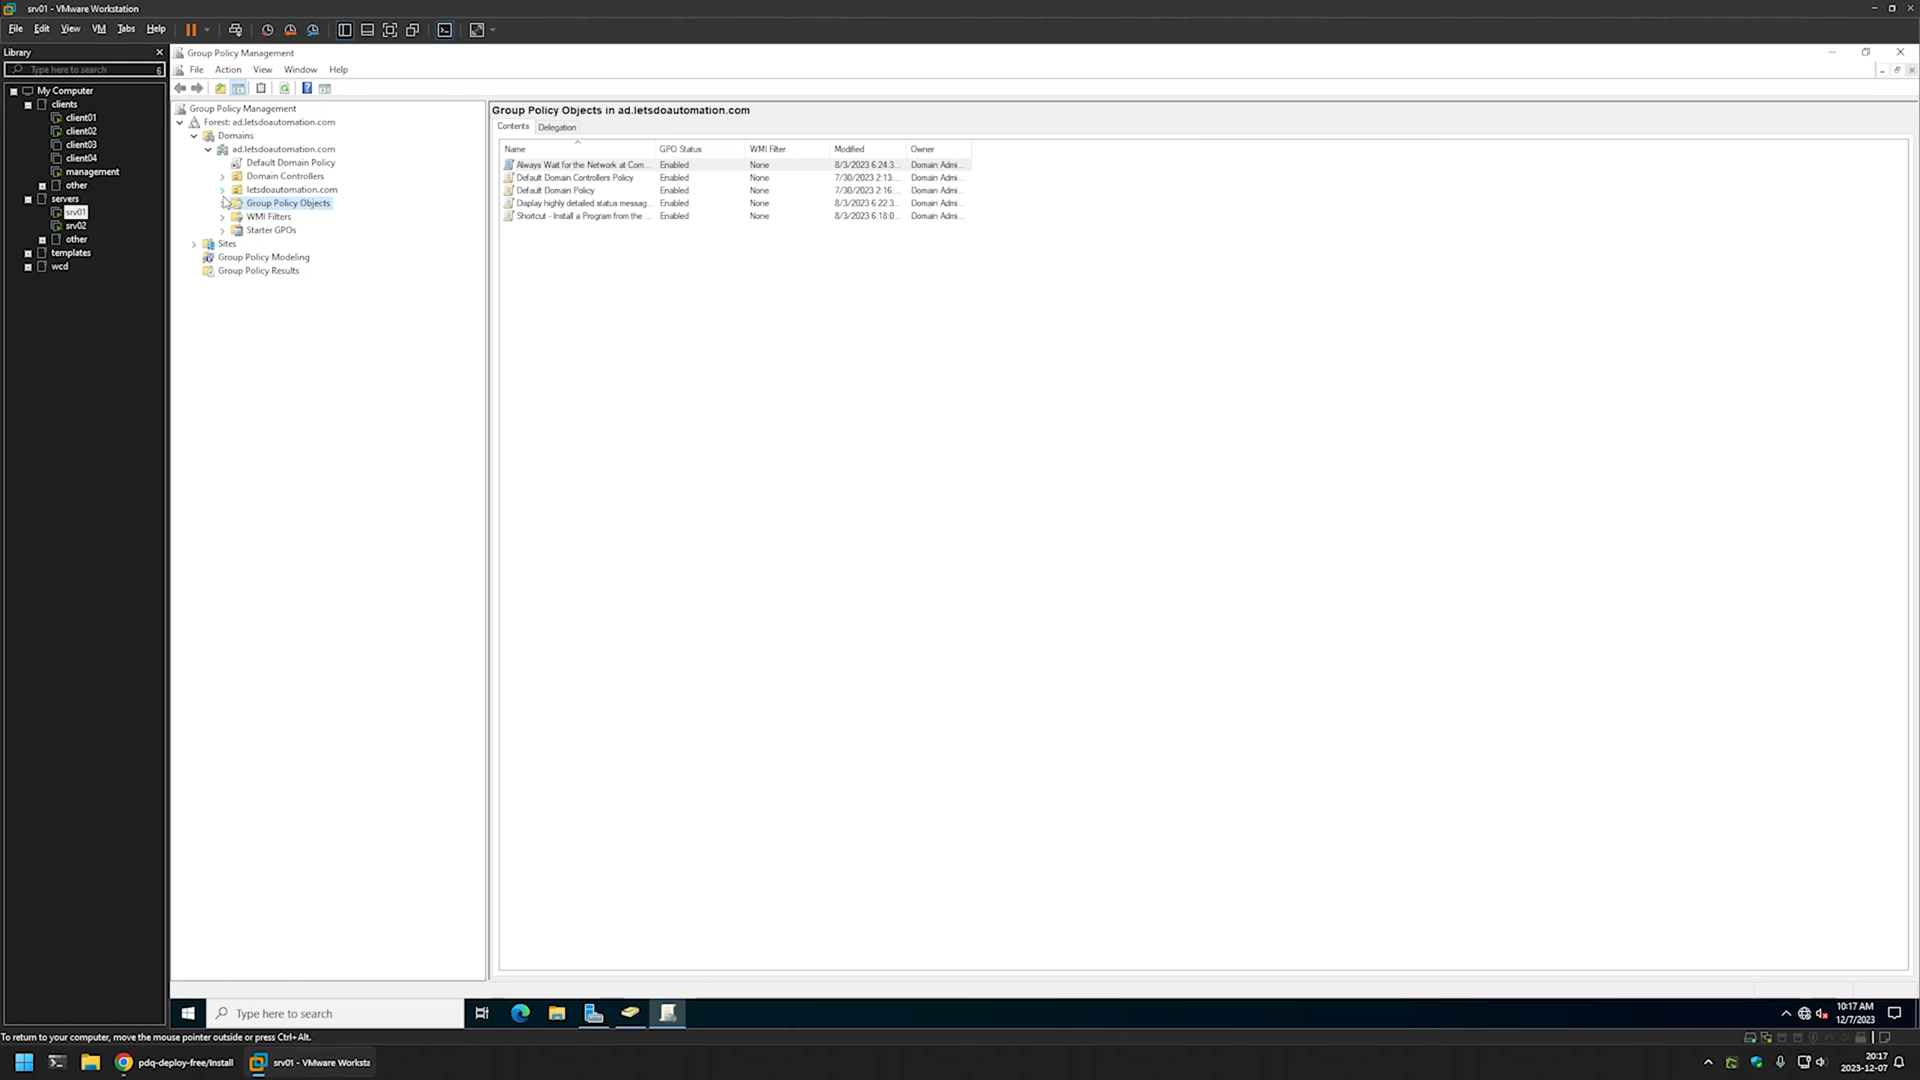 srv01 - VMware Workstation
File Edit View VM Tabs Help
Library
Type here to search
My Computer
clients
client01
client02
client03
client04
management
other
servers
srv01
srv02
other
templates
wcd
Group Policy Management
File Action View Window Help
Group Policy Management
Forest: ad.letsdoautomation.com
Domains
ad.letsdoautomation.com
Default Domain Policy
Domain Controllers
letsdoautomation.com
Group Policy Objects
WMI Filters
Starter GPOs
Sites
Group Policy Modeling
Group Policy Results
Group Policy Objects in ad.letsdoautomation.com
Contents Delegation
Name GPO Status WMI Filter Modified Owner
Always Wait for the Network at Com... Enabled None 8/3/2023 6:24:3... Domain Admi...
Default Domain Controllers Policy Enabled None 7/30/2023 2:13:... Domain Admi...
Default Domain Policy Enabled None 7/30/2023 2:16:... Domain Admi...
Display highly detailed status messag... Enabled None 8/3/2023 6:22:3... Domain Admi...
Shortcut - Install a Program from the ... Enabled None 8/3/2023 6:18:0... Domain Admi...
Type here to search
10:17 AM
12/7/2023
To return to your computer, move the mouse pointer outside or press Ctrl+Alt.
pdq-deploy-free/Install
srv01 - VMware Worksta
20:17
2023-12-07